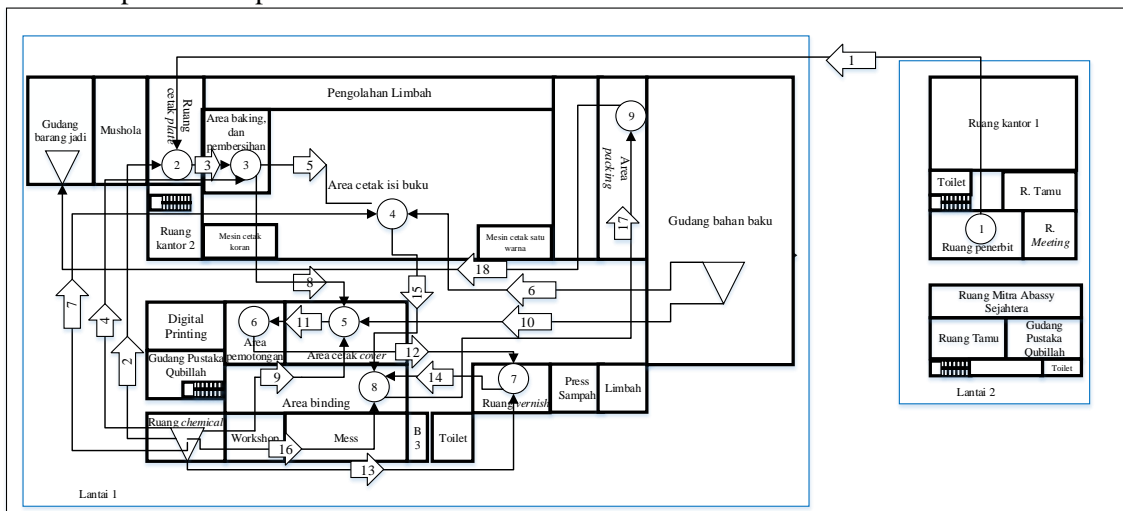 1
Gudang
barang jadi
Mushola
Ruang
cetak plate
Pengolahan Limbah
Area baking,
dan
pembersihan
2
3
3
5
9
Area
packing
Area cetak isi buku
4
Gudang bahan baku
Ruang
kantor 2
Mesin cetak
koran
Mesin cetak satu
warna
17
18
15
6
8
7
4
2
Digital
Printing
6
11
5
10
Area
pemotongan
Area cetak cover
12
Gudang Pustaka
Qubillah
9
8
14
7
Area binding
Ruang vernish
Press
Sampah
Limbah
Ruang chemical
Workshop
16
Mess
B
3
Toilet
13
Lantai 1
Ruang kantor 1
Toilet
R. Tamu
1
Ruang penerbit
R.
Meeting
Ruang Mitra Abassy
Sejahtera
Ruang Tamu
Gudang
Pustaka
Qubillah
Toilet
Lantai 2